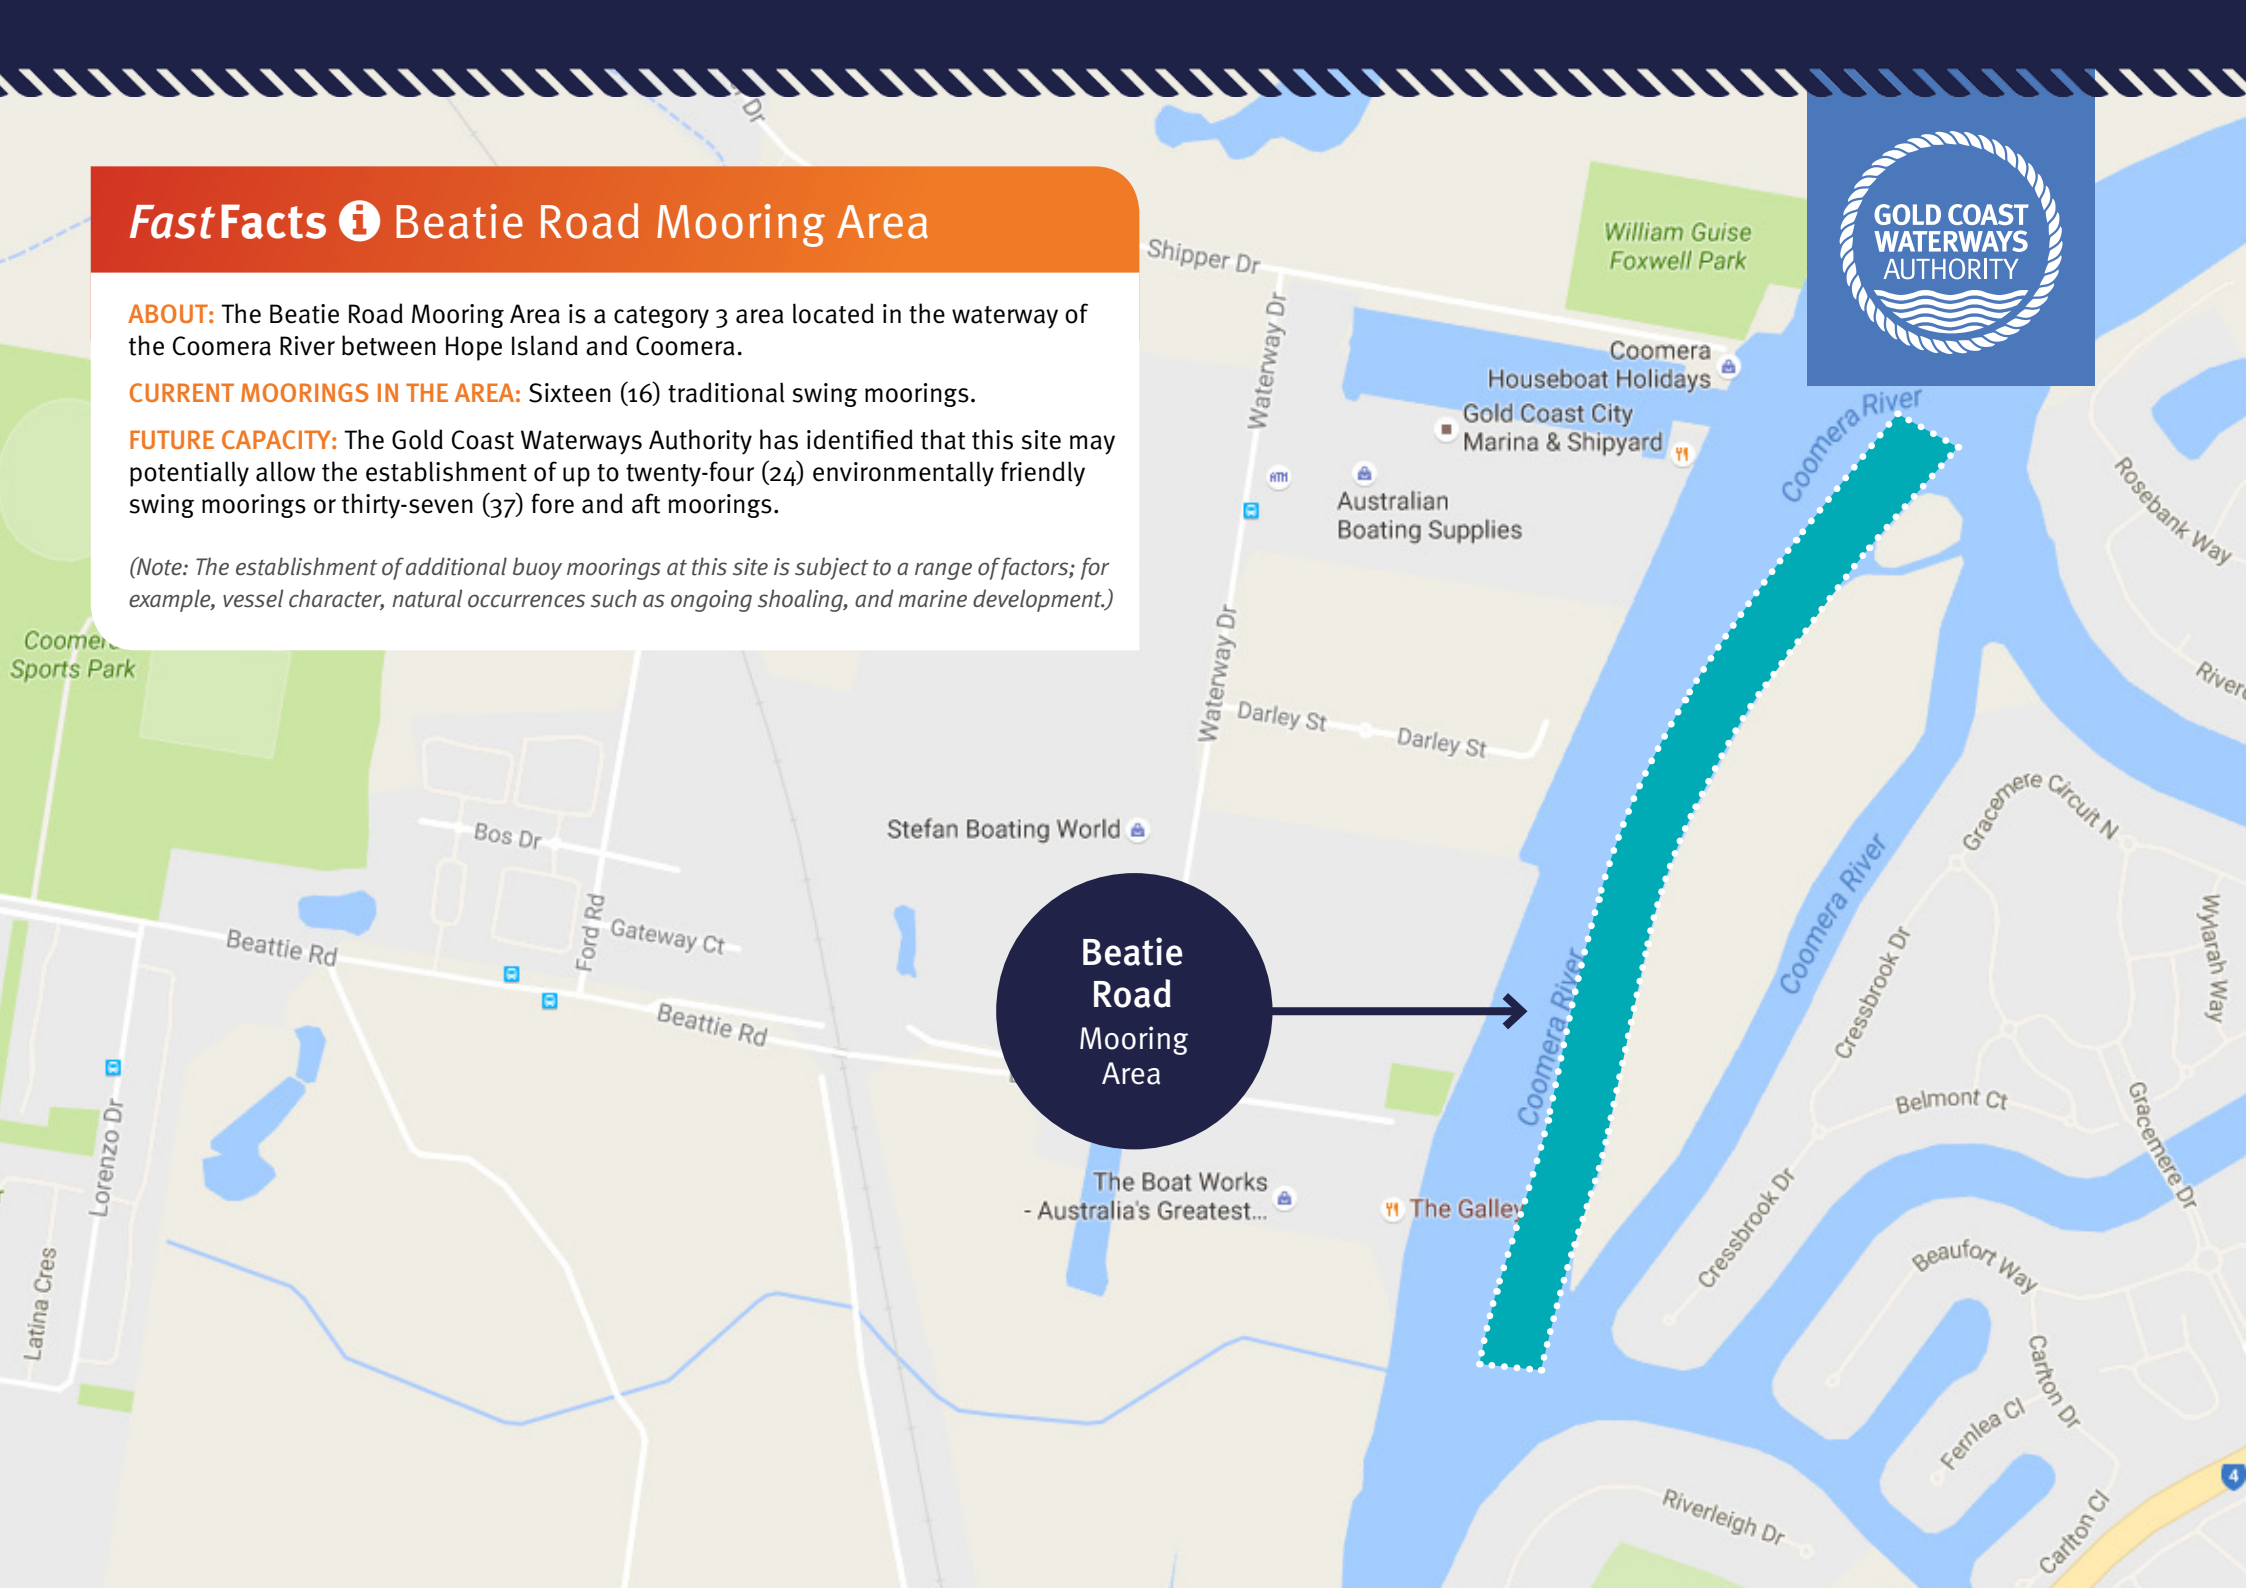 FastFacts i Beatie Road Mooring Area
ABOUT: The Beatie Road Mooring Area is a category 3 area located in the waterway of
the Coomera River between Hope Island and Coomera.
CURRENT MOORINGS IN THE AREA: Sixteen (16) traditional swing moorings.
FUTURE CAPACITY: The Gold Coast Waterways Authority has identified that this site may
potentially allow the establishment of up to twenty-four (24) environmentally friendly
swing moorings or thirty-seven (37) fore and aft moorings.
(Note: The establishment of additional buoy moorings at this site is subject to a range of factors; for
example, vessel character, natural occurrences such as ongoing shoaling, and marine development.)
GOLD COAST
WATERWAYS
AUTHORITY
Dr
Shipper Dr
William Guise
Foxwell Park
Waterway Dr
Coomera
Houseboat Holidays
Gold Coast City
Marina & Shipyard
ATM
Australian
Boating Supplies
Coomera River
Rosebank Way
Sports Park
Waterway Dr
Darley St
Darley St
Gracemere Circuit N
Stefan Boating World
Bos Dr
Ford Rd
Gateway Ct
Beattie Rd
Beattie Rd
Beatie
Road
Mooring
Area
Coomera River
Coomera River
Cressbrook Dr
Wylarah Way
Belmont Ct
Gracemere Dr
Lorenzo Dr
The Boat Works
- Australia's Greatest...
The Galley
Cressbrook Dr
Beaufort Way
Latina Cres
Carlton Dr
Fernlea Cl
4
Riverleigh Dr
Carlton Cl